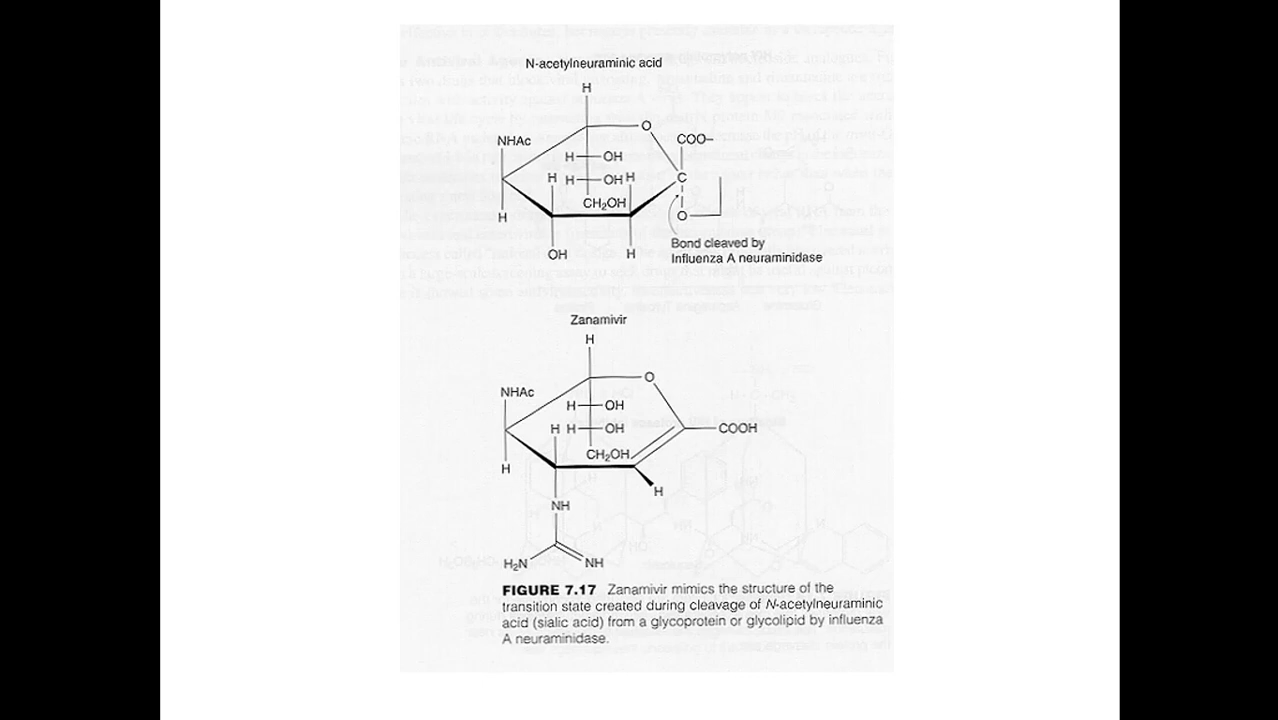 N-acetylneuraminic acid
H
O
NHAc
COO–
H OH
H H OH H
C
CH₂OH
H
O
OH
H
Bond cleaved by
Influenza A neuraminidase
Zanamivir
H
O
NHAc
H OH
H H OH
COOH
CH₂OH
H
H
NH
H₂N
NH
FIGURE 7.17 Zanamivir mimics the structure of the
transition state created during cleavage of N-acetylneuraminic
acid (sialic acid) from a glycoprotein or glycolipid by influenza
A neuraminidase.